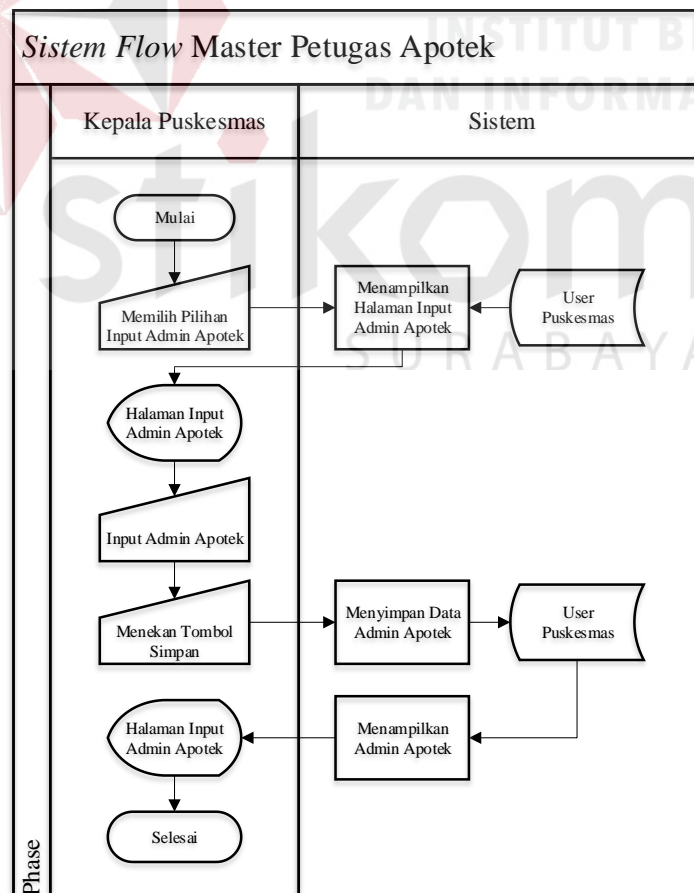 INSTITUT B
DAN INFORMA
stikom
SURABAYA
Sistem Flow Master Petugas Apotek
Kepala Puskesmas
Sistem
Mulai
Memilih Pilihan
Input Admin Apotek
Menampilkan
Halaman Input
Admin Apotek
User
Puskesmas
Halaman Input
Admin Apotek
Input Admin Apotek
Menekan Tombol
Simpan
Menyimpan Data
Admin Apotek
User
Puskesmas
Halaman Input
Admin Apotek
Menampilkan
Admin Apotek
Selesai
Phase